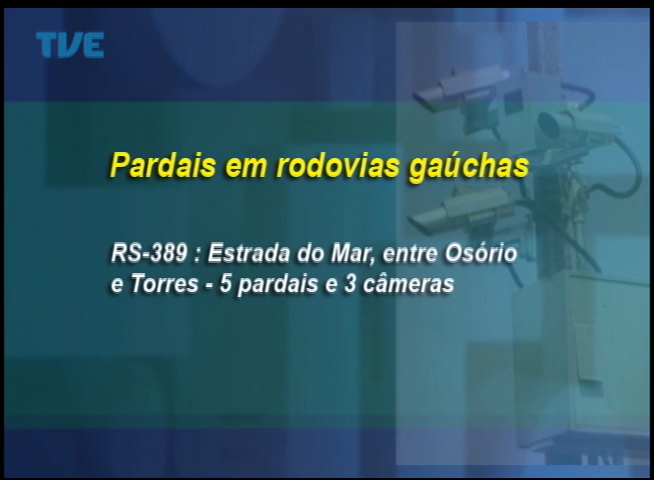 TVE
Pardais em rodovias gaúchas
RS-389 : Estrada do Mar, entre Osório
e Torres - 5 pardais e 3 câmeras